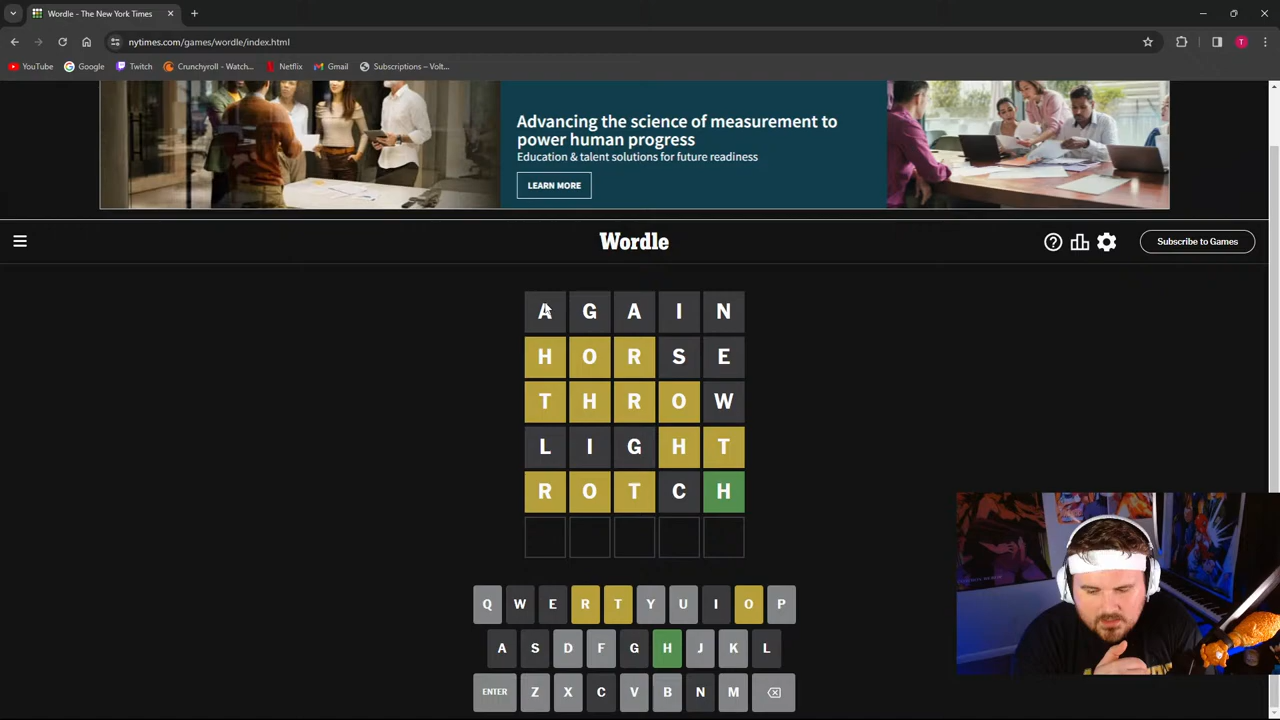 Wordle - The New York Times
nytimes.com/games/wordle/index.html
T
YouTube Google Twitch Crunchyroll - Watch... Netflix Gmail Subscriptions – Volt...
Advancing the science of measurement to
power human progress
Education & talent solutions for future readiness
LEARN MORE
Wordle
Subscribe to Games
A G A I N
H O R S E
T H R O W
L I G H T
R O T C H
Q W E R T Y U I O P
A S D F G H J K L
ENTER Z X C V B N M